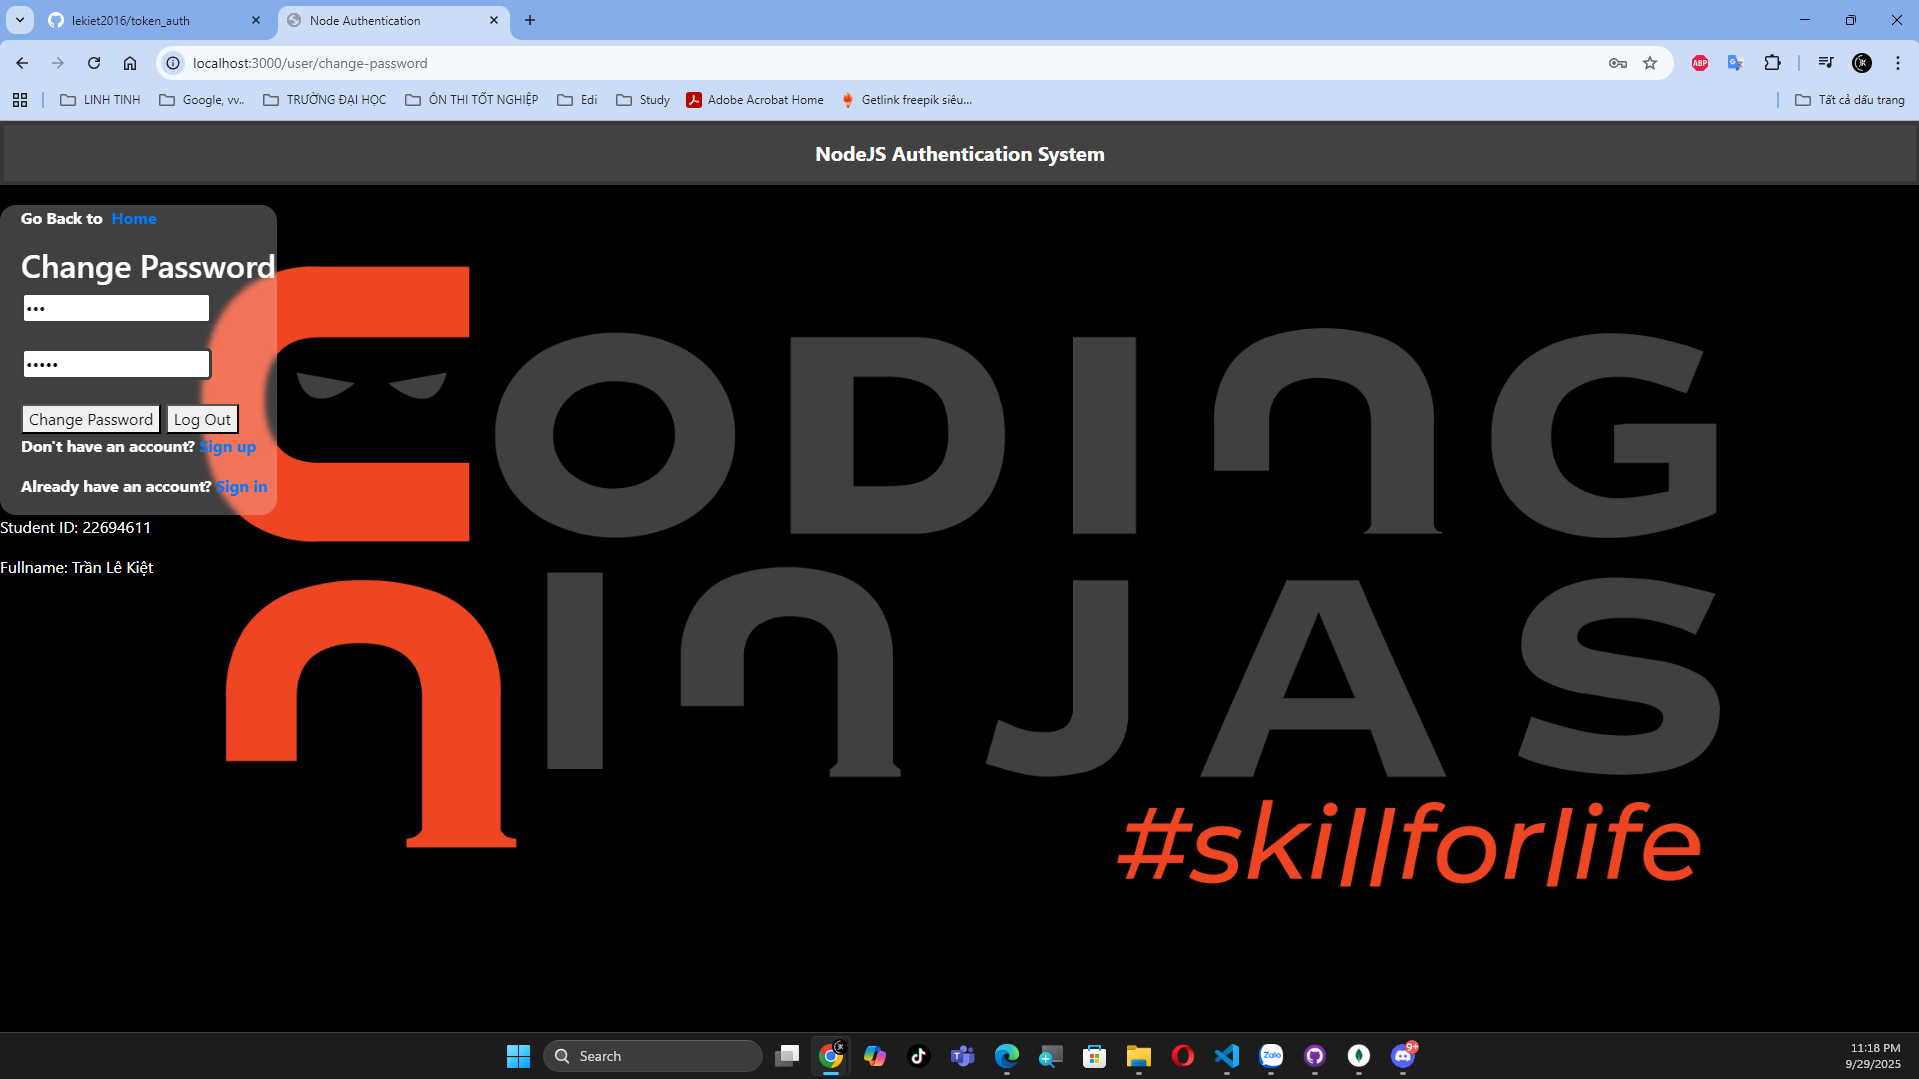 lekiet2016/token_auth
Node Authentication
localhost:3000/user/change-password
ABP
LINH TINH
Google, vv..
TRƯỜNG ĐẠI HỌC
ÔN THI TỐT NGHIỆP
Edi
Study
Adobe Acrobat Home
Getlink freepik siêu...
Tất cả dấu trang
NodeJS Authentication System
Go Back to Home
Change Password
Change Password Log Out
Don't have an account? Sign up
Already have an account? Sign in
Student ID: 22694611
Fullname: Trần Lê Kiệt
CODING
NINJAS
#skillforlife
Search
Zalo
9+
11:18 PM
9/29/2025